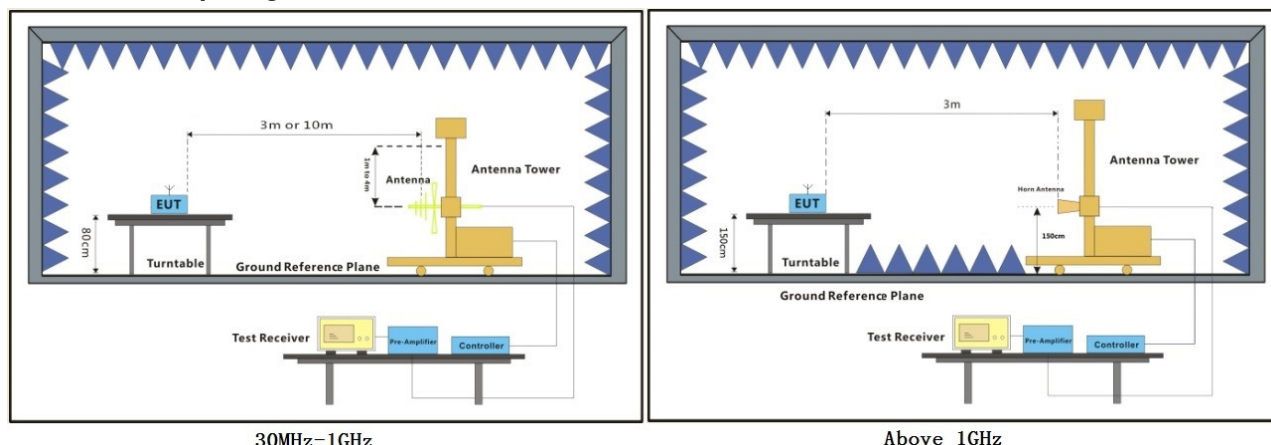 3m or 10m
1m to 4m
Antenna
Antenna Tower
EUT
80cm
Turntable
Ground Reference Plane
Test Receiver
Pre-Amplifier
Controller
30MHz-1GHz
3m
Antenna Tower
Horn Antenna
EUT
150cm
150cm
Turntable
Ground Reference Plane
Test Receiver
Pre-Amplifier
Controller
Above 1GHz